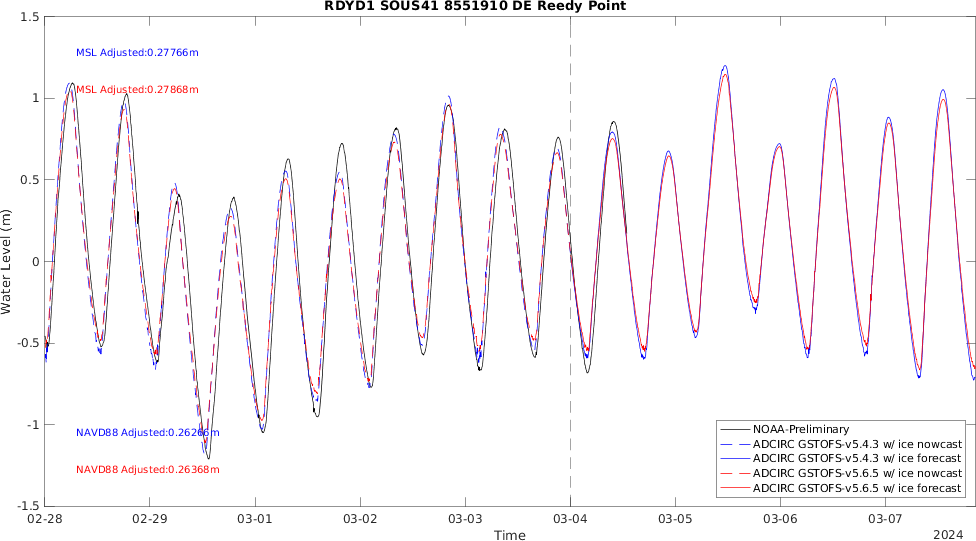 RDYD1 SOUS41 8551910 DE Reedy Point
1.5
MSL Adjusted:0.27766m
1
MSL Adjusted:0.27868m
0.5
Water Level (m)
0
-0.5
-1
NAVD88 Adjusted:0.26266m
NAVD88 Adjusted:0.26368m
-1.5
NOAA-Preliminary
ADCIRC GSTOFS-v5.4.3 w/ ice nowcast
ADCIRC GSTOFS-v5.4.3 w/ ice forecast
ADCIRC GSTOFS-v5.6.5 w/ ice nowcast
ADCIRC GSTOFS-v5.6.5 w/ ice forecast
02-28 02-29 03-01 03-02 03-03 03-04 03-05 03-06 03-07
Time
2024